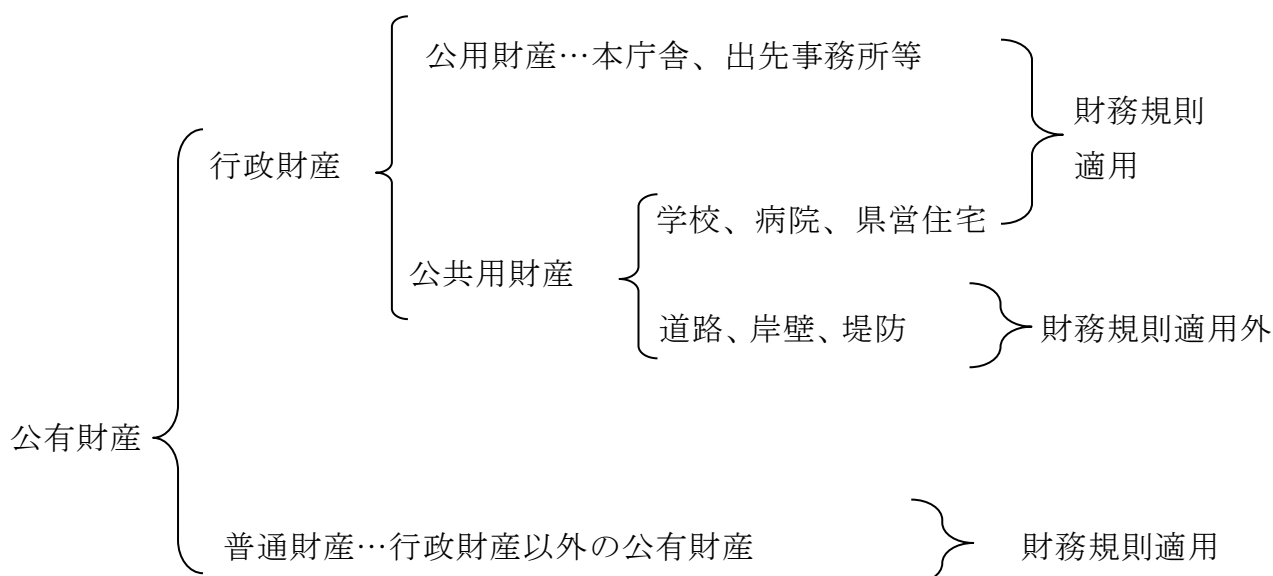 公用財産…本庁舎、出先事務所等
財務規則
適用
行政財産
学校、病院、県営住宅
公共用財産
道路、岸壁、堤防
財務規則適用外
公有財産
普通財産…行政財産以外の公有財産
財務規則適用